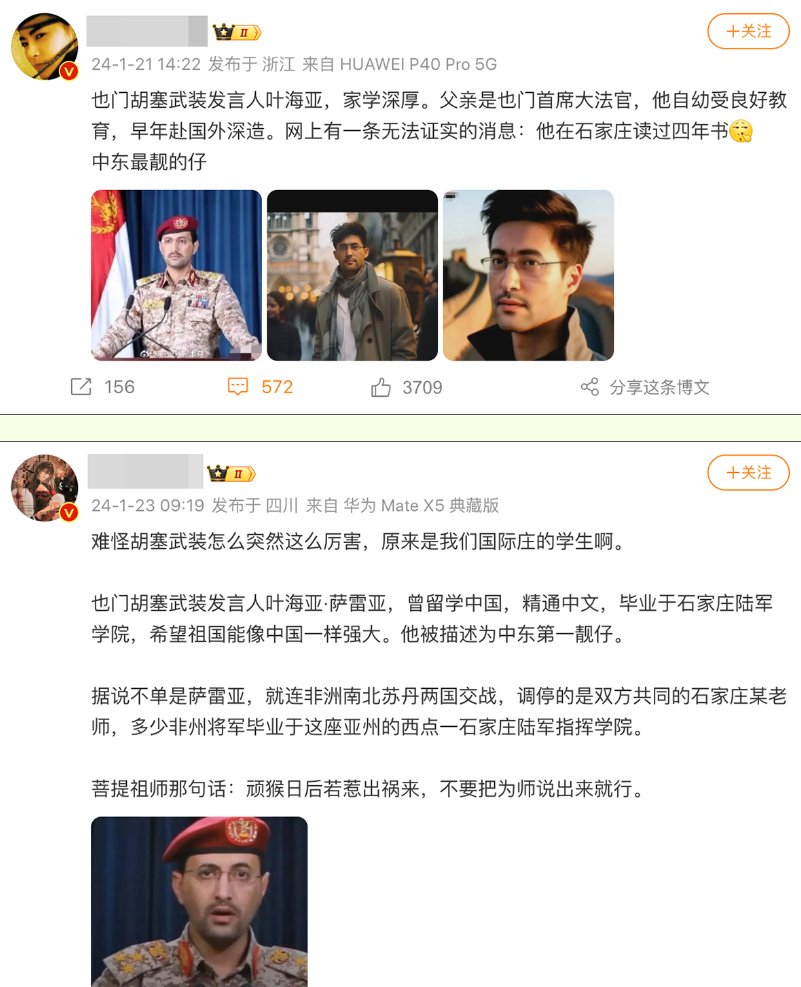 II
+关注
24-1-21 14:22 发布于 浙江 来自 HUAWEI P40 Pro 5G
也门胡塞武装发言人叶海亚，家学深厚。父亲是也门首席大法官，他自幼受良好教
育，早年赴国外深造。网上有一条无法证实的消息：他在石家庄读过四年书
中东最靓的仔
156
572
3709
分享这条博文
II
+关注
24-1-23 09:19 发布于 四川 来自 华为 Mate X5 典藏版
难怪胡塞武装怎么突然这么厉害，原来是我们国际庄的学生啊。
也门胡塞武装发言人叶海亚·萨雷亚，曾留学中国，精通中文，毕业于石家庄陆军
学院，希望祖国能像中国一样强大。他被描述为中东第一靓仔。
据说不单是萨雷亚，就连非洲南北苏丹两国交战，调停的是双方共同的石家庄某老
师，多少非州将军毕业于这座亚州的西点一石家庄陆军指挥学院。
菩提祖师那句话：顽猴日后若惹出祸来，不要把为师说出来就行。